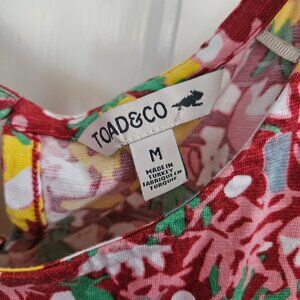 TOAD&CO
M
MADE IN
TURKEY
FABRIQUÉ EN
TURQUIE